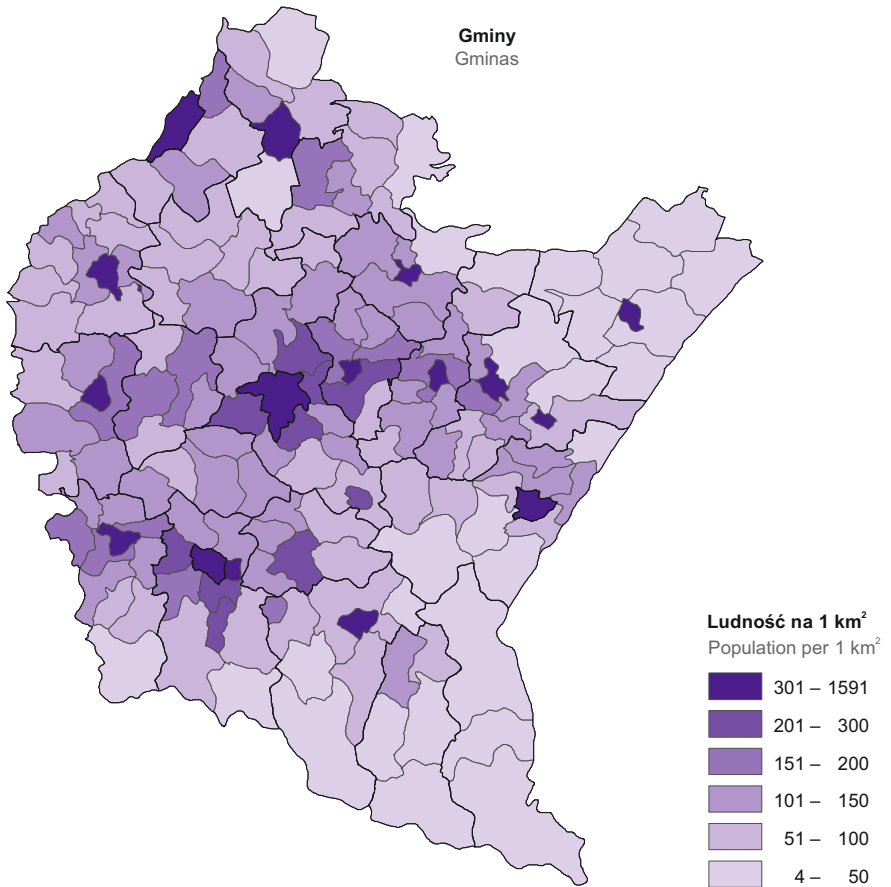 Gminy
Gminas
Ludność na 1 km²
Population per 1 km²
301 – 1591
201 – 300
151 – 200
101 – 150
51 – 100
4 – 50